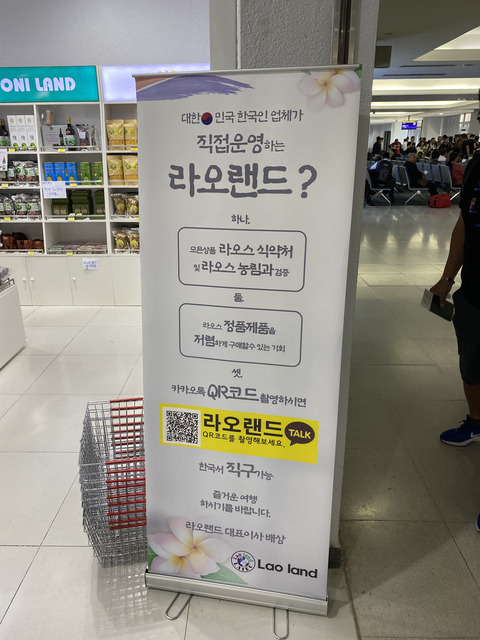 ONI LAND
대한민국 한국인 업체가
직접운영하는
라오랜드?
하나.
모든상품 라오스 식약처
및 라오스 농림과 검증
둘.
라오스 정품제품을
저렴하게 구매할수 있는 기회
셋.
카카오톡 QR코드 촬영하시면
라오랜드
QR코드를 촬영해보세요.
TALK
한국서 직구가능
즐거운 여행
하시기를 바랍니다.
라오랜드 대표이사 배상
Lao land